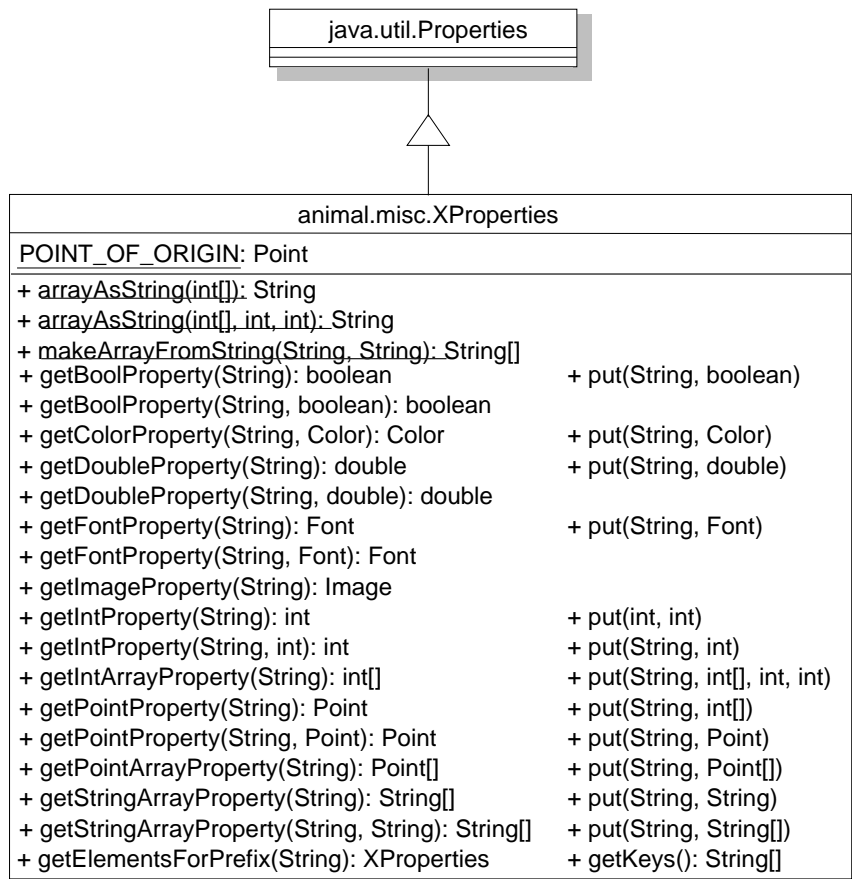 java.util.Properties
animal.misc.XProperties
POINT_OF_ORIGIN: Point
+ arrayAsString(int[]): String
+ arrayAsString(int[], int, int): String
+ makeArrayFromString(String, String): String[]
+ getBoolProperty(String): boolean + put(String, boolean)
+ getBoolProperty(String, boolean): boolean
+ getColorProperty(String, Color): Color + put(String, Color)
+ getDoubleProperty(String): double + put(String, double)
+ getDoubleProperty(String, double): double
+ getFontProperty(String): Font + put(String, Font)
+ getFontProperty(String, Font): Font
+ getImageProperty(String): Image
+ getIntProperty(String): int + put(int, int)
+ getIntProperty(String, int): int + put(String, int)
+ getIntArrayProperty(String): int[] + put(String, int[], int, int)
+ getPointProperty(String): Point + put(String, int[])
+ getPointProperty(String, Point): Point + put(String, Point)
+ getPointArrayProperty(String): Point[] + put(String, Point[])
+ getStringArrayProperty(String): String[] + put(String, String)
+ getStringArrayProperty(String, String): String[] + put(String, String[])
+ getElementsForPrefix(String): XProperties + getKeys(): String[]